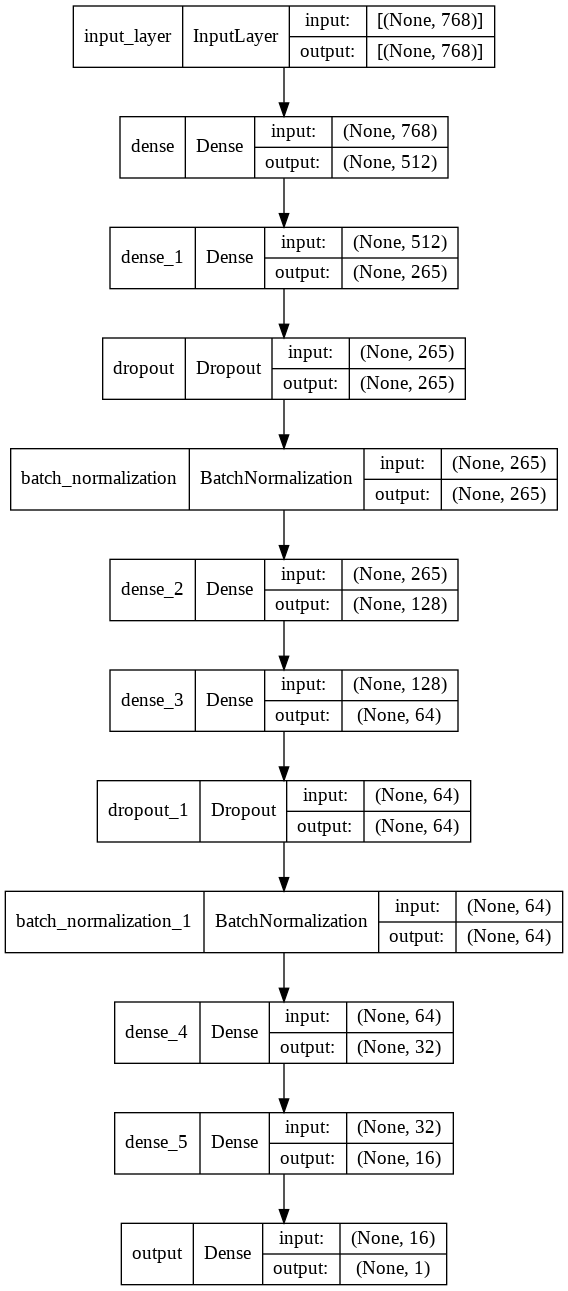 input_layer InputLayer input: [(None, 768)]
output: [(None, 768)]
dense Dense input: (None, 768)
output: (None, 512)
dense_1 Dense input: (None, 512)
output: (None, 265)
dropout Dropout input: (None, 265)
output: (None, 265)
batch_normalization BatchNormalization input: (None, 265)
output: (None, 265)
dense_2 Dense input: (None, 265)
output: (None, 128)
dense_3 Dense input: (None, 128)
output: (None, 64)
dropout_1 Dropout input: (None, 64)
output: (None, 64)
batch_normalization_1 BatchNormalization input: (None, 64)
output: (None, 64)
dense_4 Dense input: (None, 64)
output: (None, 32)
dense_5 Dense input: (None, 32)
output: (None, 16)
output Dense input: (None, 16)
output: (None, 1)